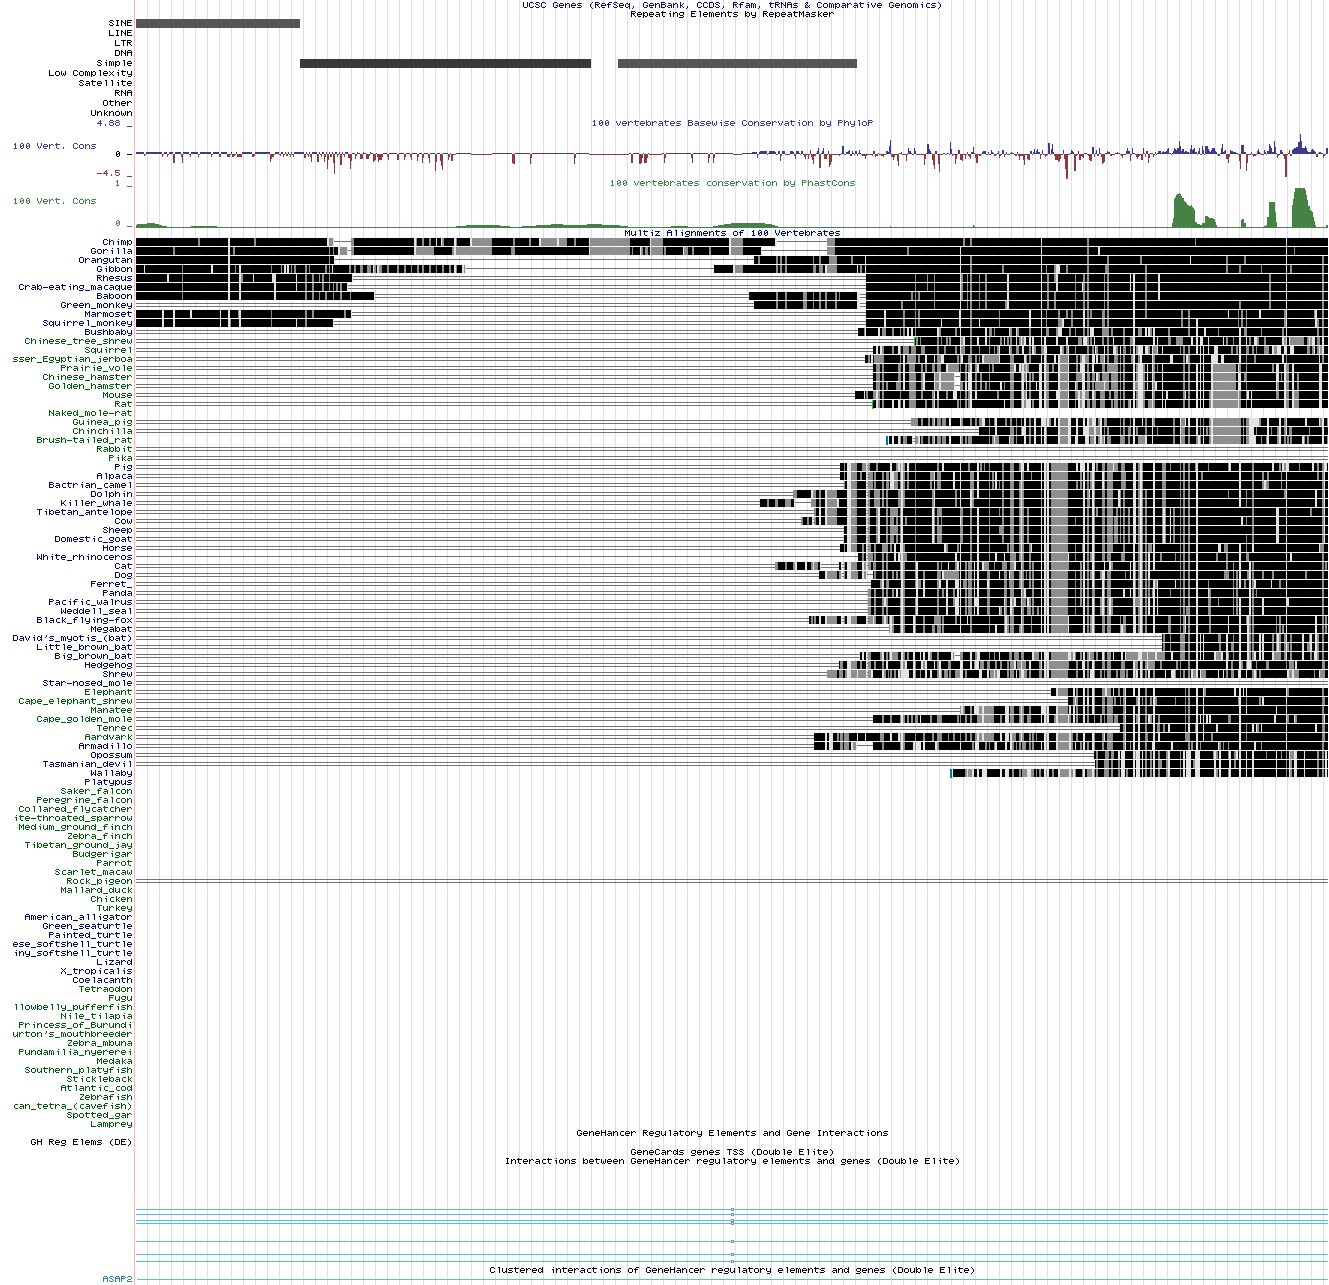 UCSC Genes (RefSeq, GenBank, CCDS, Rfam, tRNAs & Comparative Genomics)
Repeating Elements by RepeatMasker
SINE
LINE
LTR
DNA
Simple
Low Complexity
Satellite
RNA
Other
Unknown
4.88 _
100 vertebrates Basewise Conservation by PhyloP
100 Vert. Cons
0 -
-4.5 _
100 vertebrates conservation by PhastCons
1 _
100 Vert. Cons
0 _
Multiz Alignments of 100 Vertebrates
Chimp
Gorilla
Orangutan
Gibbon
Rhesus
Crab-eating_macaque
Baboon
Green_monkey
Marmoset
Squirrel_monkey
Bushbaby
Chinese_tree_shrew
Squirrel
sser_Egyptian_jerboa
Prairie_vole
Chinese_hamster
Golden_hamster
Mouse
Rat
Naked_mole-rat
Guinea_pig
Chinchilla
Brush-tailed_rat
Rabbit
Pika
Pig
Alpaca
Bactrian_camel
Dolphin
Killer_whale
Tibetan_antelope
Cow
Sheep
Domestic_goat
Horse
White_rhinoceros
Cat
Dog
Ferret_
Panda
Pacific_walrus
Weddell_seal
Black_flying-fox
Megabat
David's_myotis_(bat)
Little_brown_bat
Big_brown_bat
Hedgehog
Shrew
Star-nosed_mole
Elephant
Cape_elephant_shrew
Manatee
Cape_golden_mole
Tenrec
Aardvark
Armadillo
Opossum
Tasmanian_devil
Wallaby
Platypus
Saker_falcon
Peregrine_falcon
Collared_flycatcher
ite-throated_sparrow
Medium_ground_finch
Zebra_finch
Tibetan_ground_jay
Budgerigar
Parrot
Scarlet_macaw
Rock_pigeon
Mallard_duck
Chicken
Turkey
American_alligator
Green_seaturtle
Painted_turtle
ese_softshell_turtle
iny_softshell_turtle
Lizard
X_tropicalis
Coelacanth
Tetraodon
Fugu
llowbelly_pufferfish
Nile_tilapia
Princess_of_Burundi
urton's_mouthbreeder
Zebra_mbuna
Pundamilia_nyererei
Medaka
Southern_platyfish
Stickleback
Atlantic_cod
Zebrafish
can_tetra_(cavefish)
Spotted_gar
Lamprey
GeneHancer Regulatory Elements and Gene Interactions
GH Reg Elems (DE)
GeneCards genes TSS (Double Elite)
Interactions between GeneHancer regulatory elements and genes (Double Elite)
Clustered interactions of GeneHancer regulatory elements and genes (Double Elite)
ASAP2